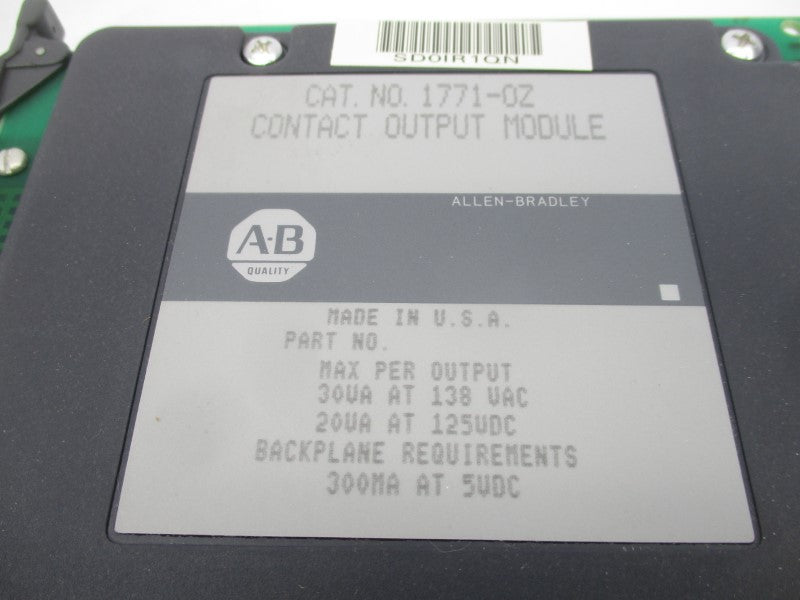 SD0IR1QN
CAT. NO. 1771-OZ
CONTACT OUTPUT MODULE
ALLEN-BRADLEY
A·B
QUALITY
MADE IN U.S.A.
PART NO.
MAX PER OUTPUT
30VA AT 138 VAC
20VA AT 125VDC
BACKPLANE REQUIREMENTS
300MA AT 5VDC